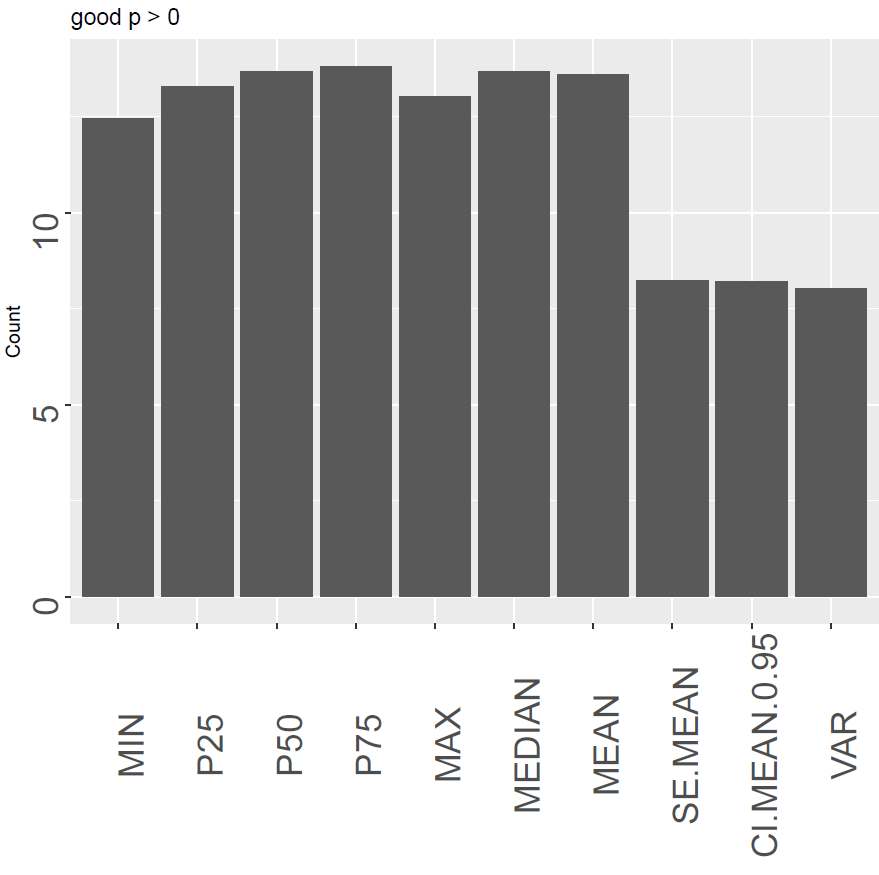 good p > 0
Count
10
5
0
MIN
P25
P50
P75
MAX
MEDIAN
MEAN
SE.MEAN
CI.MEAN.0.95
VAR